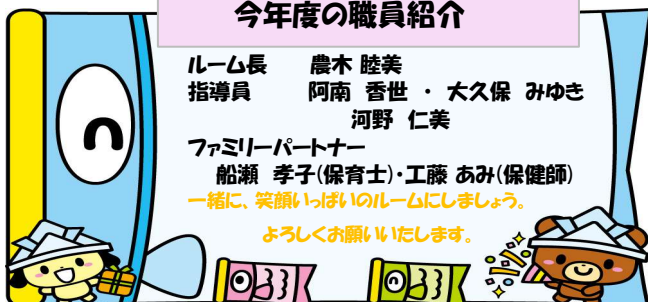 今年度の職員紹介
ルーム長 農木 睦美
指導員 阿南 香世 ・ 大久保 みゆき
河野 仁美
ファミリーパートナー
船瀬 孝子(保育士)・工藤 あみ(保健師)
一緒に、笑顔いっぱいのルームにしましょう。
よろしくお願いいたします。